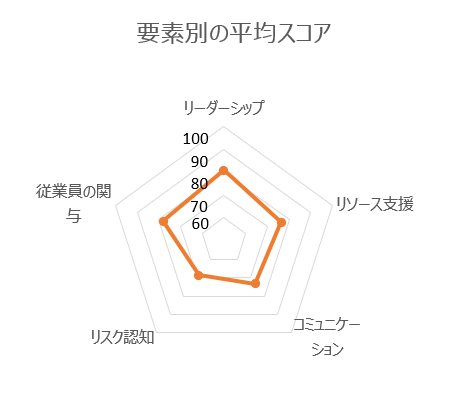 要素別の平均スコア
リーダーシップ
100
90
80
70
60
リソース支援
コミュニケー
ション
リスク認知
従業員の関
与